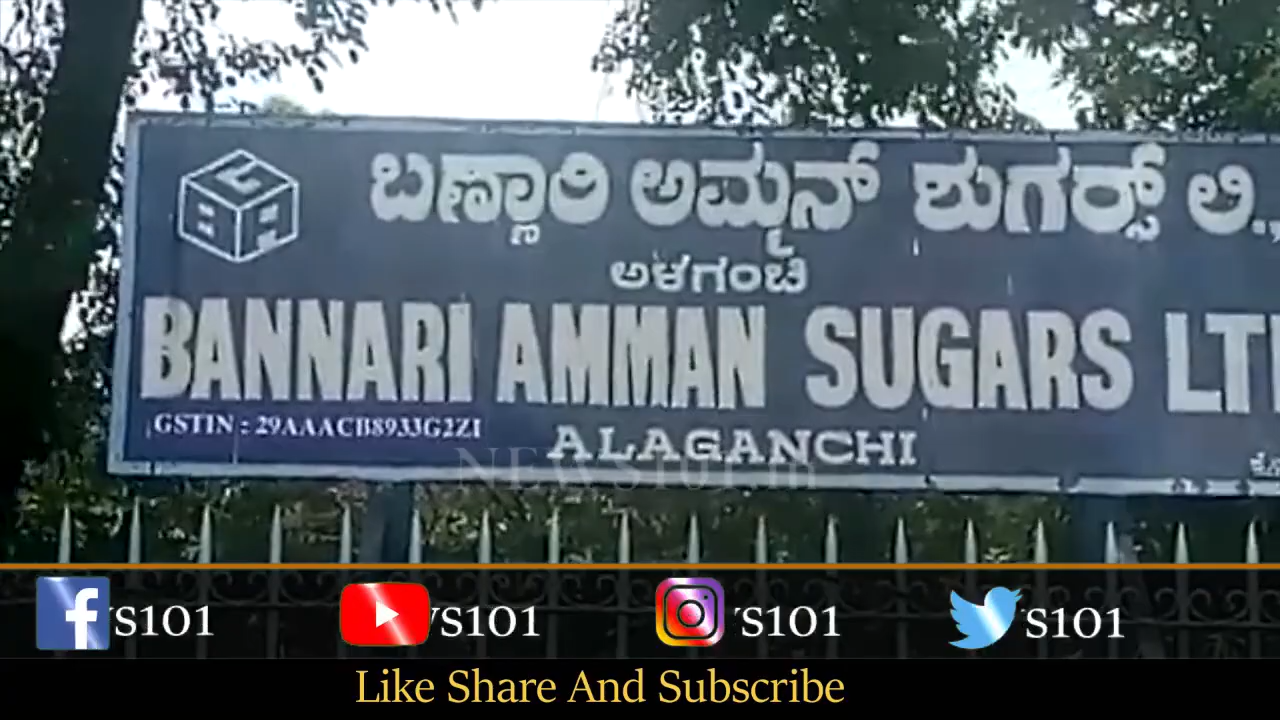 ಬಣ್ಣಾರಿ ಅಮ್ಮನ್ ಶುಗರ್ಸ್ ಲಿ.,
ಅಳಗಂಚಿ
BANNARI AMMAN SUGARS LT
GSTIN : 29AAACB8933G2ZI
ALAGANCHI
S101 S101 S101 S101
Like Share And Subscribe